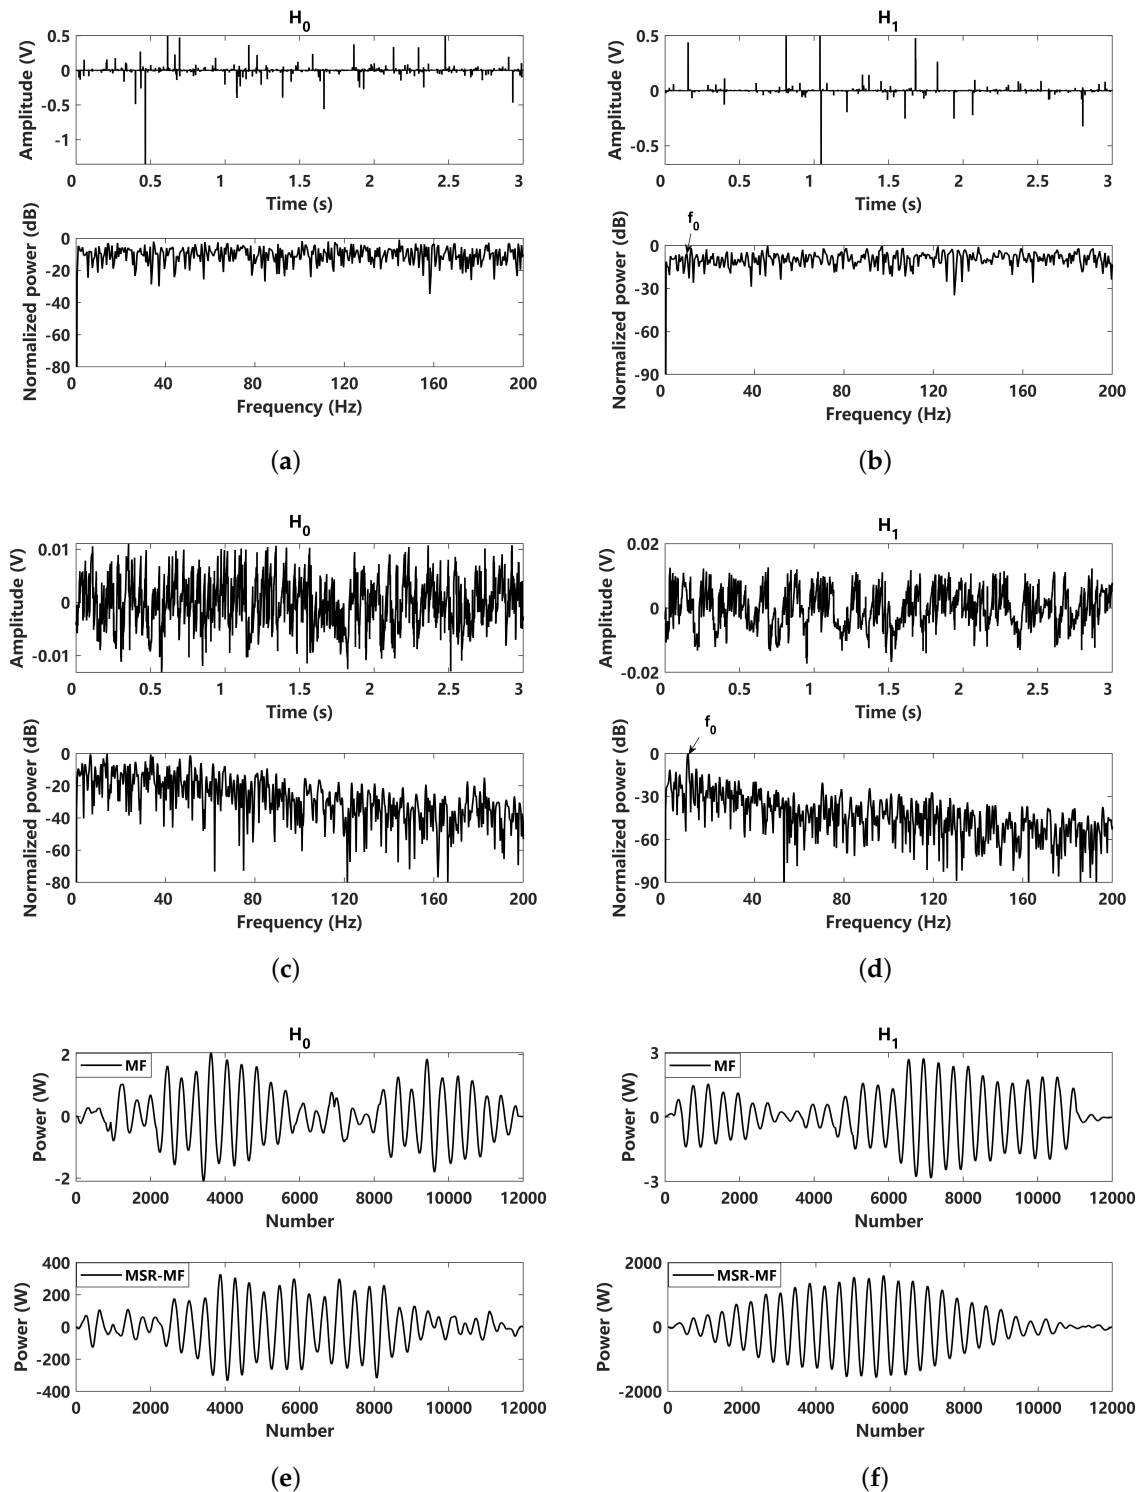 H0
Amplitude (V)
0.5
0
-0.5
-1
0 0.5 1 1.5 2 2.5 3
Time (s)
Normalized power (dB)
0
-20
-40
-60
-80
0 40 80 120 160 200
Frequency (Hz)
(a)
H1
Amplitude (V)
0.5
0
-0.5
0 0.5 1 1.5 2 2.5 3
Time (s)
f0
Normalized power (dB)
0
-30
-60
-90
0 40 80 120 160 200
Frequency (Hz)
(b)
H0
Amplitude (V)
0.01
0
-0.01
0 0.5 1 1.5 2 2.5 3
Time (s)
Normalized power (dB)
0
-20
-40
-60
-80
0 40 80 120 160 200
Frequency (Hz)
(c)
H1
Amplitude (V)
0.02
0
-0.02
0 0.5 1 1.5 2 2.5 3
Time (s)
f0
Normalized power (dB)
0
-30
-60
-90
0 40 80 120 160 200
Frequency (Hz)
(d)
H0
MF
Power (W)
2
0
-2
0 2000 4000 6000 8000 10000 12000
Number
MSR-MF
Power (W)
400
200
0
-200
-400
0 2000 4000 6000 8000 10000 12000
Number
(e)
H1
MF
Power (W)
3
0
-3
0 2000 4000 6000 8000 10000 12000
Number
MSR-MF
Power (W)
2000
0
-2000
0 2000 4000 6000 8000 10000 12000
Number
(f)